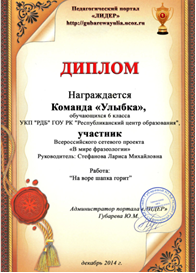 Педагогический портал
«ЛИДЕР»
http://gubarewayulia.ucoz.ru
ДИПЛОМ
Награждается
Команда «Улыбка»,
обучающихся 6 класса
УКП "РДБ" ГОУ РК "Республиканский центр образования",
участник
Всероссийского сетевого проекта
«В мире фразеологии»
Руководитель: Стефанова Лариса Михайловна
Работа:
"На воре шапка горит"
Администратор портала «ЛИДЕР»
Губарева Ю.М.
декабрь 2014 г.